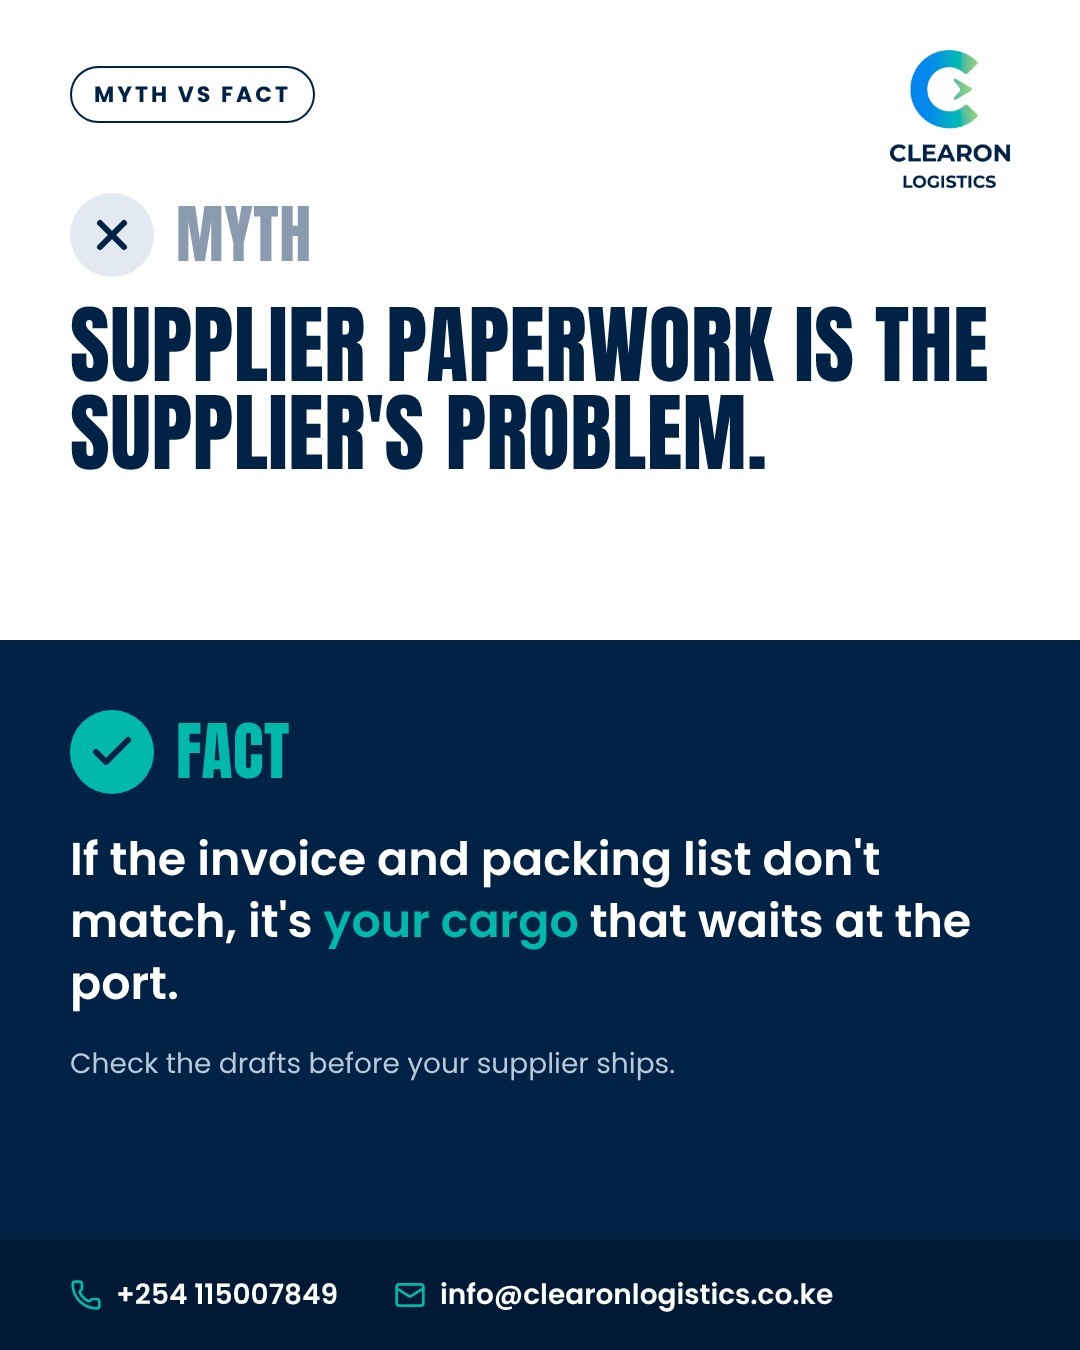 MYTH VS FACT
CLEARON
LOGISTICS
MYTH
SUPPLIER PAPERWORK IS THE
SUPPLIER'S PROBLEM.
FACT
If the invoice and packing list don't
match, it's your cargo that waits at the
port.
Check the drafts before your supplier ships.
+254 115007849
info@clearonlogistics.co.ke